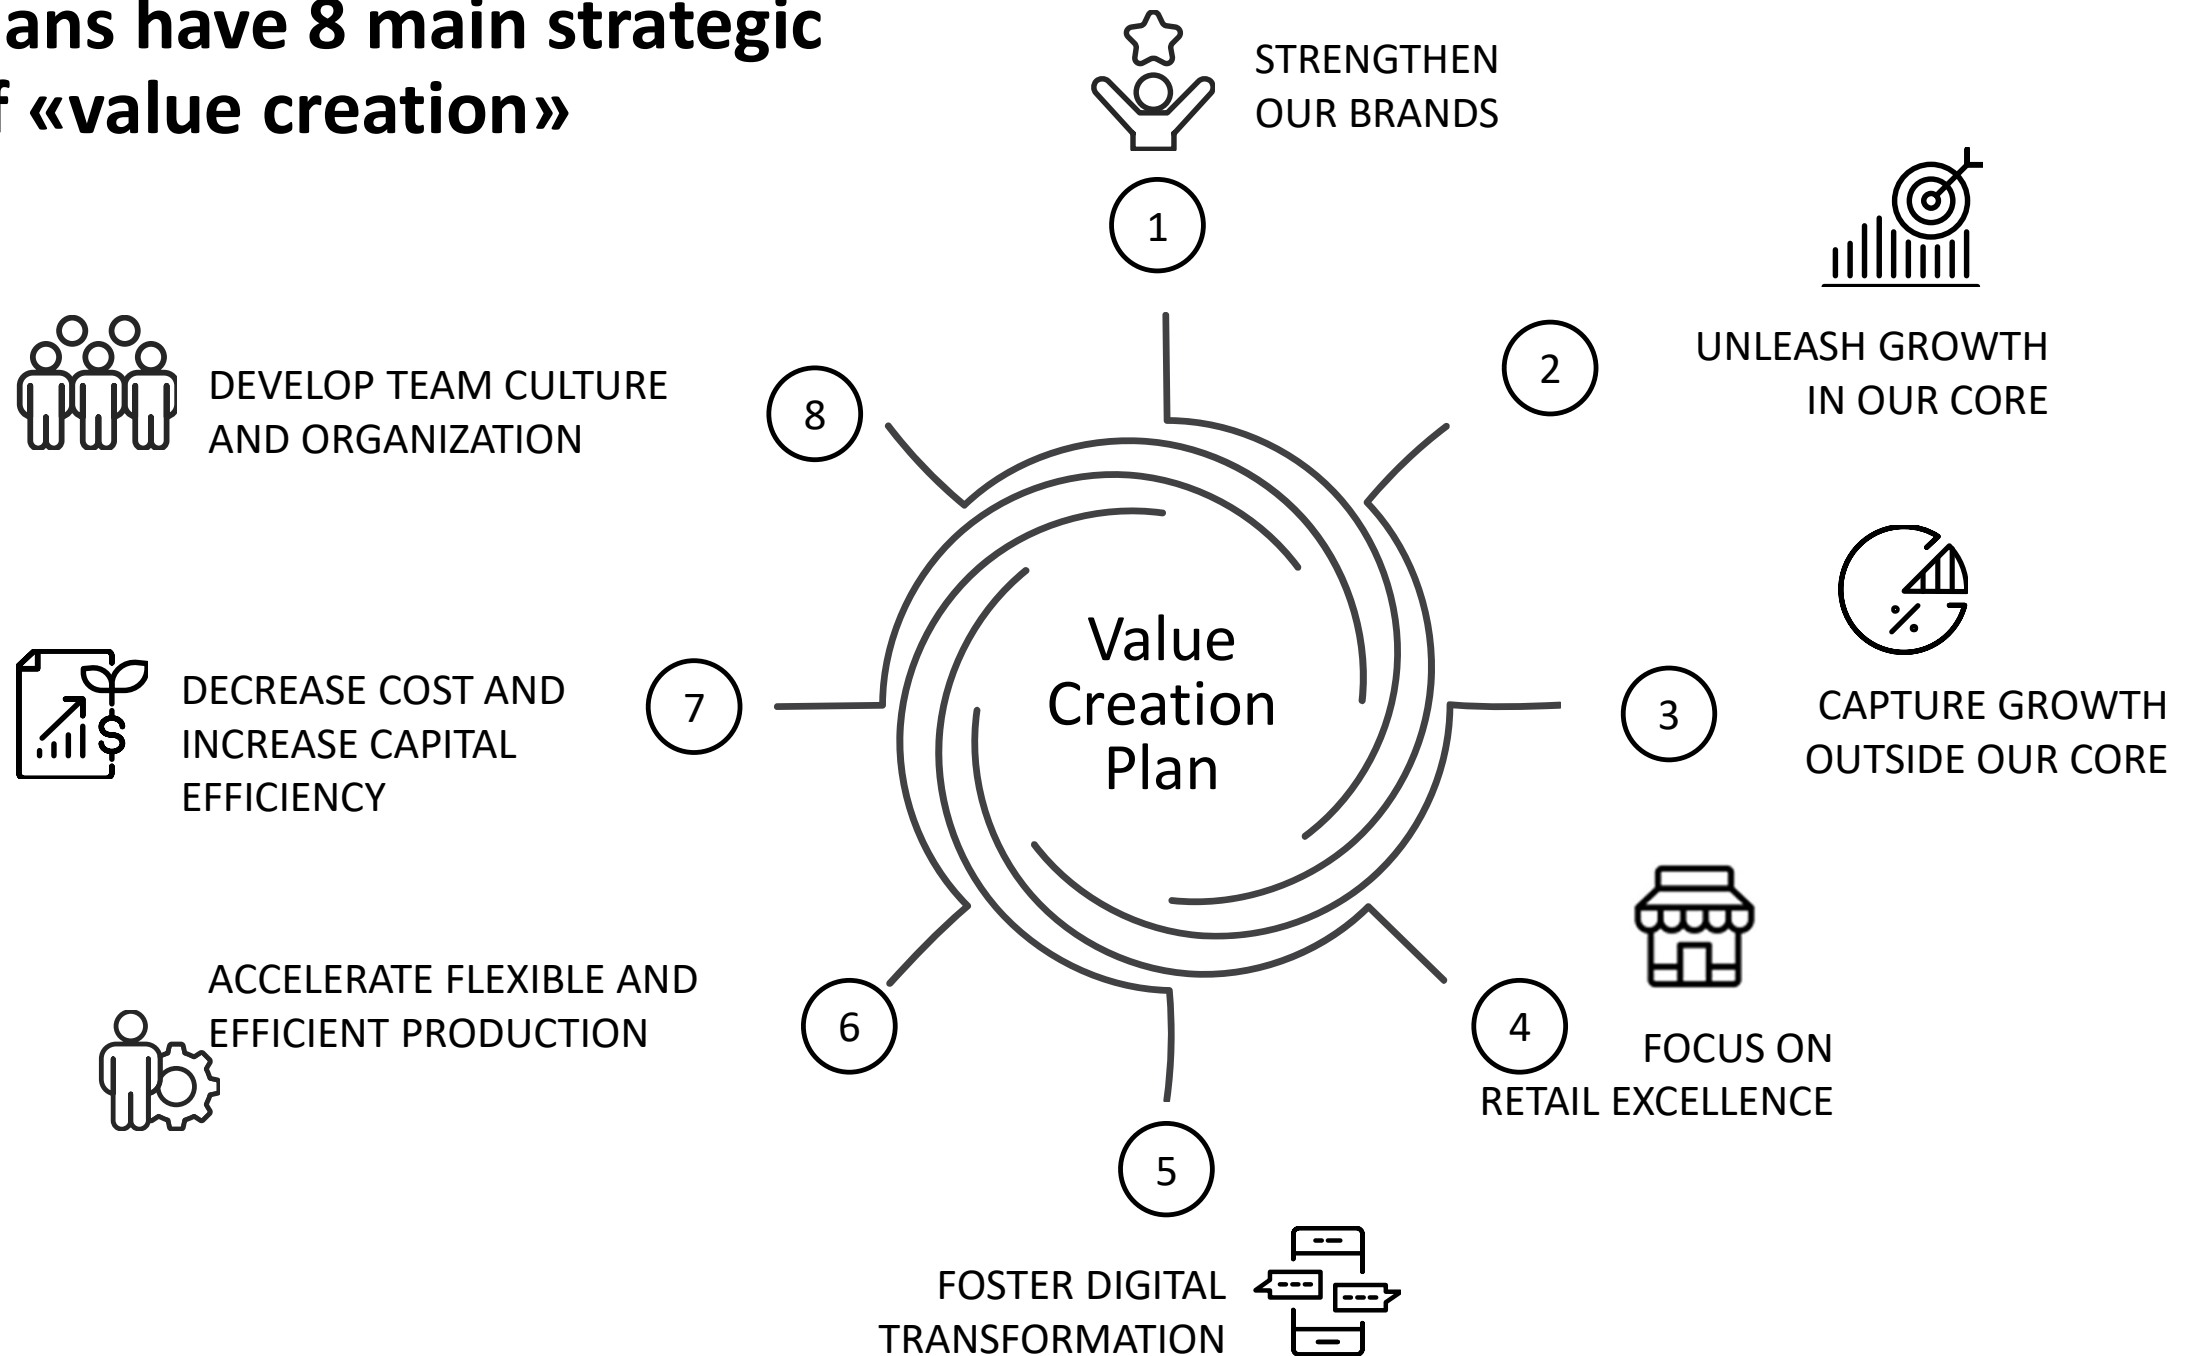 ans have 8 main strategic
«value creation»
STRENGTHEN
OUR BRANDS
1
2
UNLEASH GROWTH
IN OUR CORE
3
CAPTURE GROWTH
OUTSIDE OUR CORE
4
FOCUS ON
RETAIL EXCELLENCE
5
FOSTER DIGITAL
TRANSFORMATION
6
ACCELERATE FLEXIBLE AND
EFFICIENT PRODUCTION
7
DECREASE COST AND
INCREASE CAPITAL
EFFICIENCY
8
DEVELOP TEAM CULTURE
AND ORGANIZATION
Value
Creation
Plan
$
%